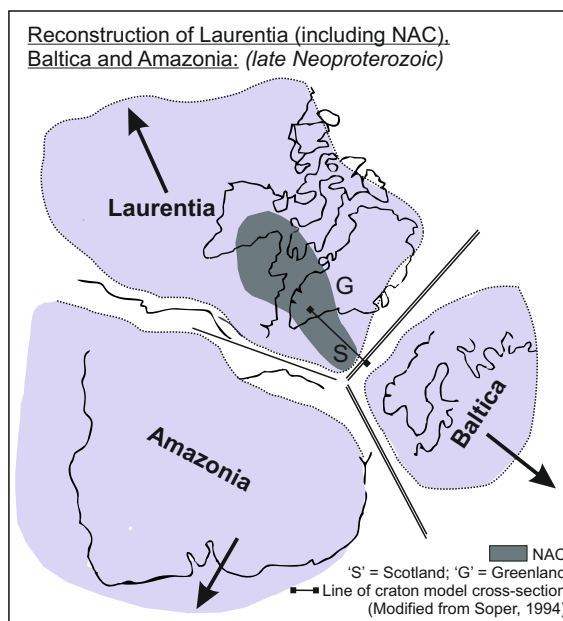 Reconstruction of Laurentia (including NAC),
Baltica and Amazonia: (late Neoproterozoic)
Laurentia
G
S
Baltica
Amazonia
NAC
'S' = Scotland; 'G' = Greenland
Line of craton model cross-section
(Modified from Soper, 1994)